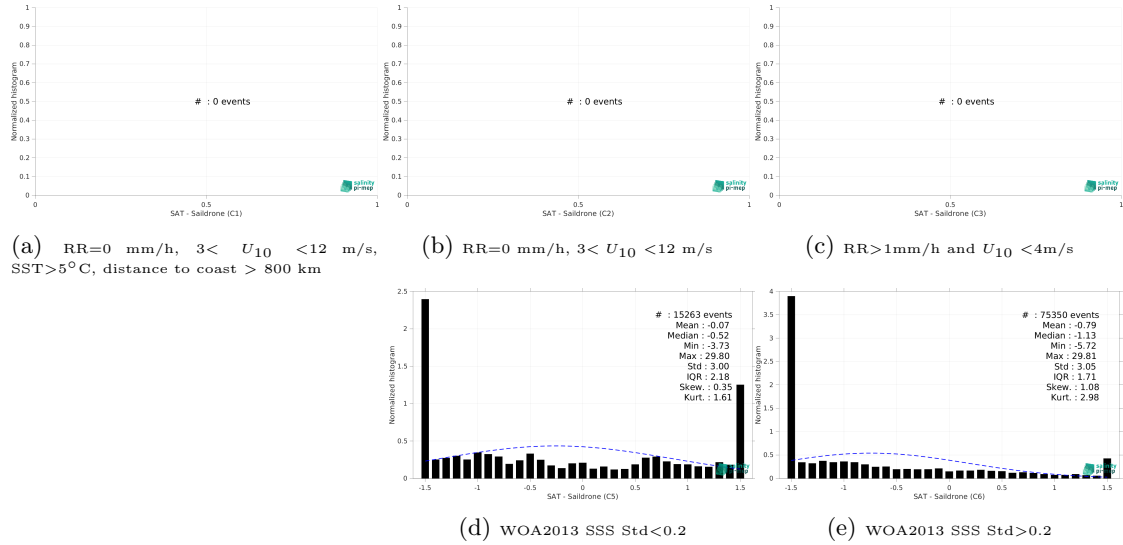 1
0.9
0.8
0.7
0.6
0.5
0.4
0.3
0.2
0.1
0
Normalized histogram
# : 0 events
salinity
pi-mep
0 0.5 1
SAT - Saildrone (C1)
1
0.9
0.8
0.7
0.6
0.5
0.4
0.3
0.2
0.1
0
Normalized histogram
# : 0 events
salinity
pi-mep
0 0.5 1
SAT - Saildrone (C2)
1
0.9
0.8
0.7
0.6
0.5
0.4
0.3
0.2
0.1
0
Normalized histogram
# : 0 events
salinity
pi-mep
0 0.5 1
SAT - Saildrone (C3)
(a) RR=0 mm/h, 3< U10 <12 m/s,
SST>5°C, distance to coast > 800 km
(b) RR=0 mm/h, 3< U10 <12 m/s
(c) RR>1mm/h and U10 <4m/s
2.5
2
1.5
1
0.5
0
Normalized histogram
# : 15263 events
Mean : -0.07
Median : -0.52
Min : -3.73
Max : 29.80
Std : 3.00
IQR : 2.18
Skew. : 0.35
Kurt. : 1.61
salinity
pi-mep
-1.5 -1 -0.5 0 0.5 1 1.5
SAT - Saildrone (C5)
4
3.5
3
2.5
2
1.5
1
0.5
0
Normalized histogram
# : 75350 events
Mean : -0.79
Median : -1.13
Min : -5.72
Max : 29.81
Std : 3.05
IQR : 1.71
Skew. : 1.08
Kurt. : 2.98
salinity
pi-mep
-1.5 -1 -0.5 0 0.5 1 1.5
SAT - Saildrone (C6)
(d) WOA2013 SSS Std<0.2
(e) WOA2013 SSS Std>0.2